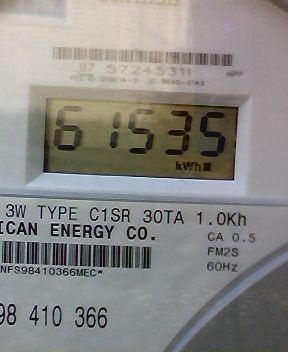 07 57245311 HPP
61535
kWh
3W TYPE C1SR 30TA 1.0Kh
ICAN ENERGY CO.
CA 0.5
FM2S
NFS98410366MEC*
60Hz
98 410 366